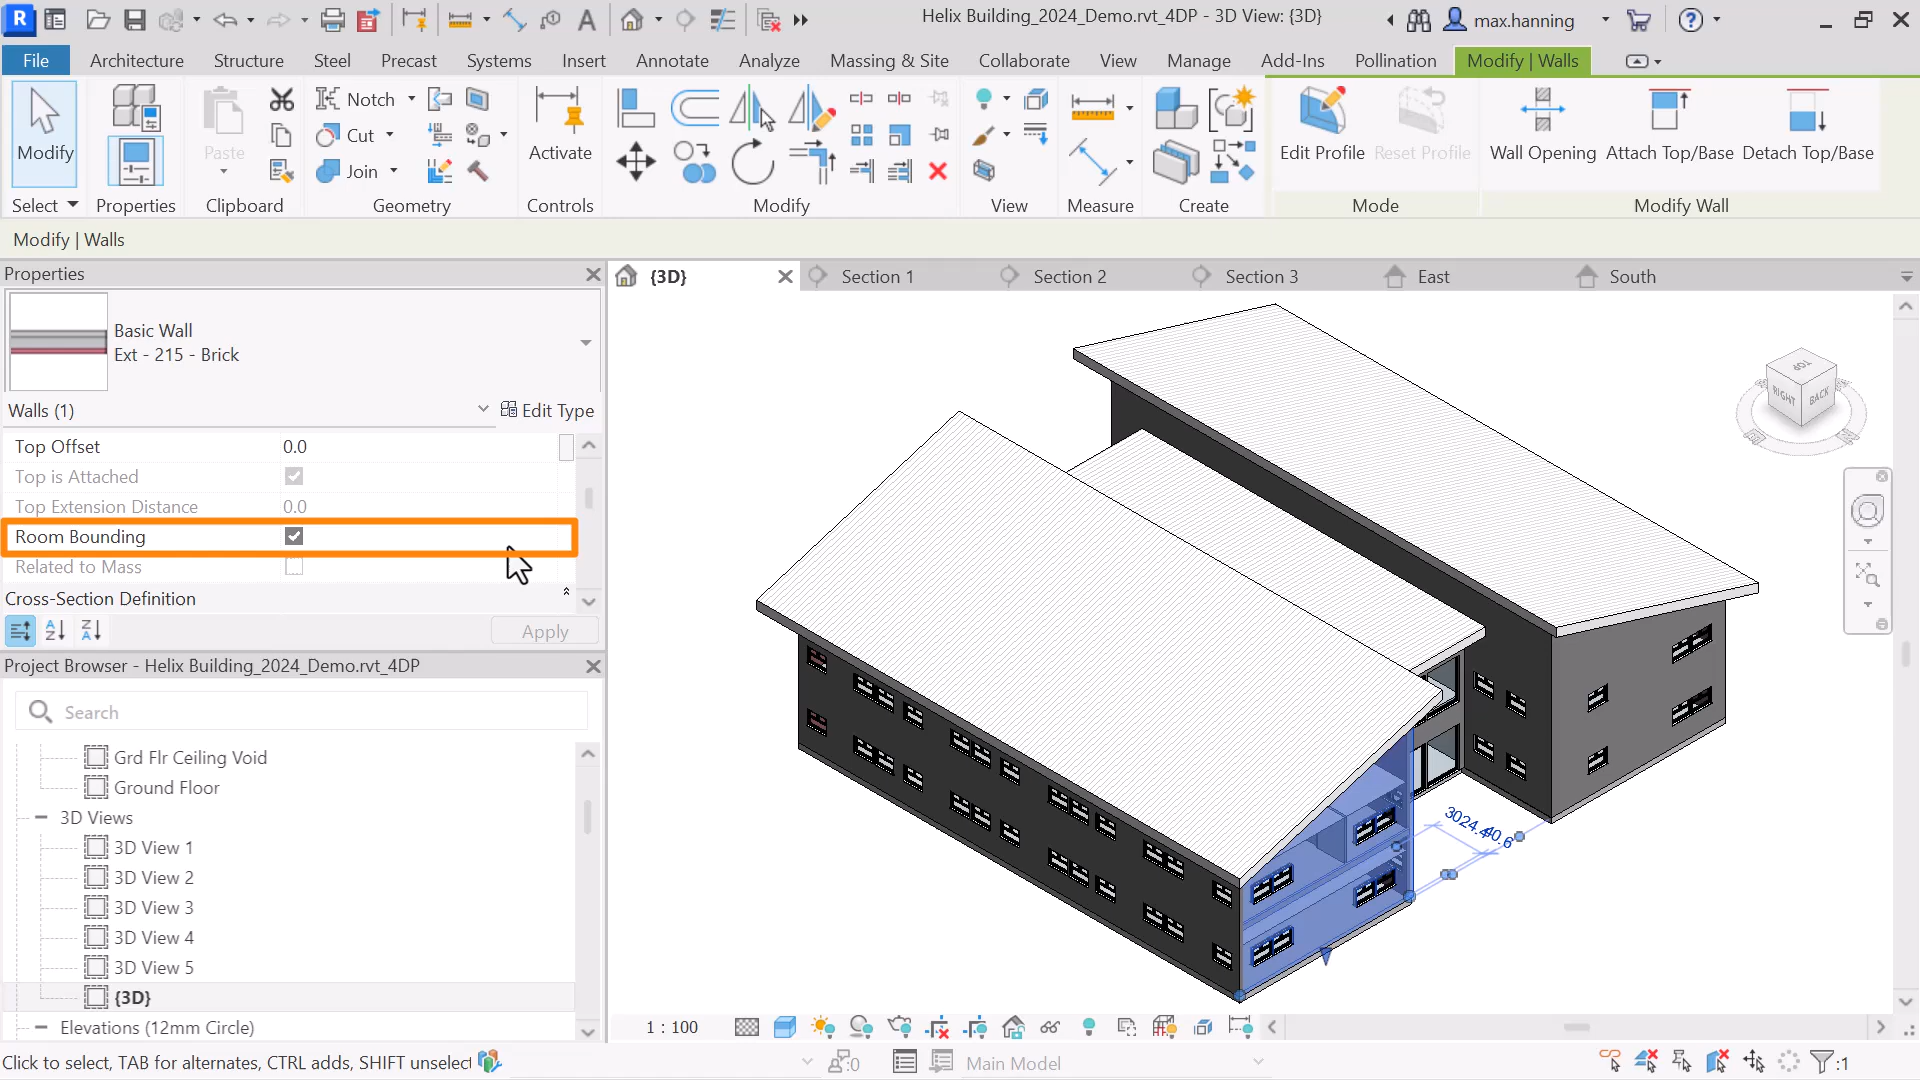 R
Helix Building_2024_Demo.rvt_4DP - 3D View: {3D}
max.hanning
File Architecture Structure Steel Precast Systems Insert Annotate Analyze Massing & Site Collaborate View Manage Add-Ins Pollination Modify | Walls
Notch
Cut
Join
Modify
Paste
Activate
Edit Profile
Reset Profile
Wall Opening
Attach Top/Base
Detach Top/Base
Select
Properties
Clipboard
Geometry
Controls
Modify
View
Measure
Create
Mode
Modify Wall
Modify | Walls
Properties
{3D}
Section 1
Section 2
Section 3
East
South
Basic Wall
Ext - 215 - Brick
Walls (1)
Edit Type
Top Offset 0.0
Top is Attached
Top Extension Distance 0.0
Room Bounding
Related to Mass
Cross-Section Definition
Apply
Project Browser - Helix Building_2024_Demo.rvt_4DP
Search
Grd Flr Ceiling Void
Ground Floor
3D Views
3D View 1
3D View 2
3D View 3
3D View 4
3D View 5
{3D}
Elevations (12mm Circle)
TOP
RIGHT
BACK
1 : 100
Click to select, TAB for alternates, CTRL adds, SHIFT unselect
:0
Main Model
:1